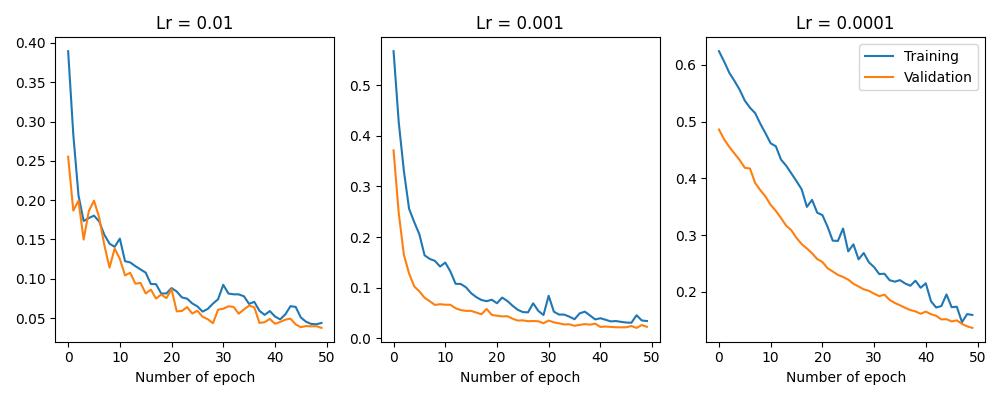 Lr = 0.01
0.40
0.35
0.30
0.25
0.20
0.15
0.10
0.05
0 10 20 30 40 50
Number of epoch
Lr = 0.001
0.5
0.4
0.3
0.2
0.1
0.0
0 10 20 30 40 50
Number of epoch
Lr = 0.0001
Training
Validation
0.6
0.5
0.4
0.3
0.2
0 10 20 30 40 50
Number of epoch